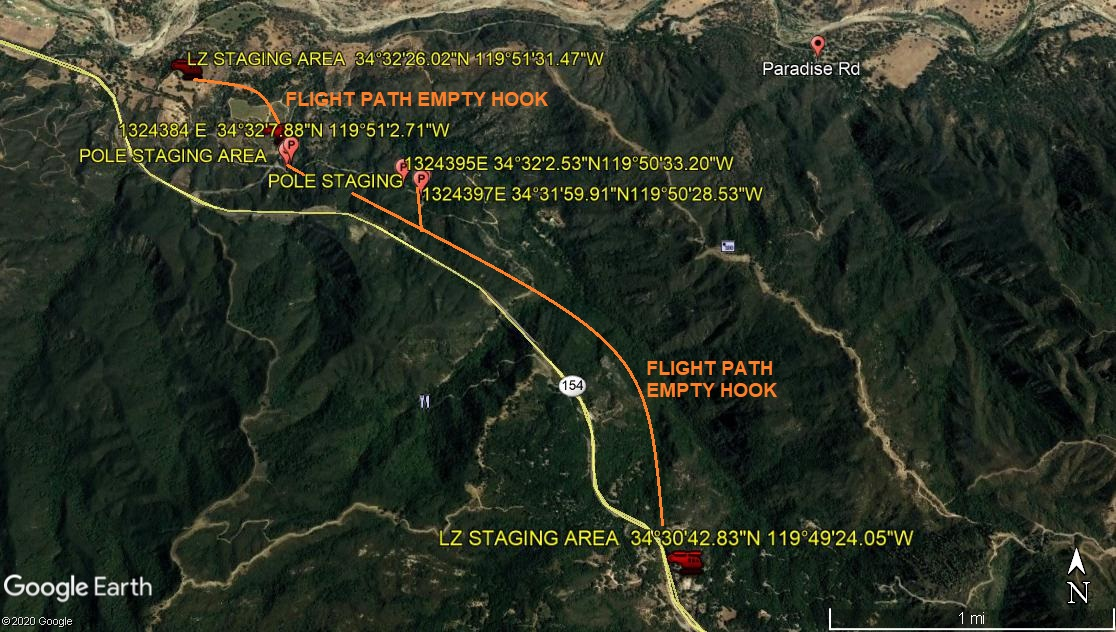 LZ STAGING AREA 34°32'26.02"N 119°51'31.47"W
Paradise Rd
FLIGHT PATH EMPTY HOOK
1324384 E 34°32'7.88"N 119°51'2.71"W
POLE STAGING AREA
P
P
1324395E 34°32'2.53"N119°50'33.20"W
POLE STAGING
P
1324397E 34°31'59.91"N119°50'28.53"W
FLIGHT PATH
EMPTY HOOK
154
LZ STAGING AREA 34°30'42.83"N 119°49'24.05"W
Google Earth
N
©2020 Google
1 mi